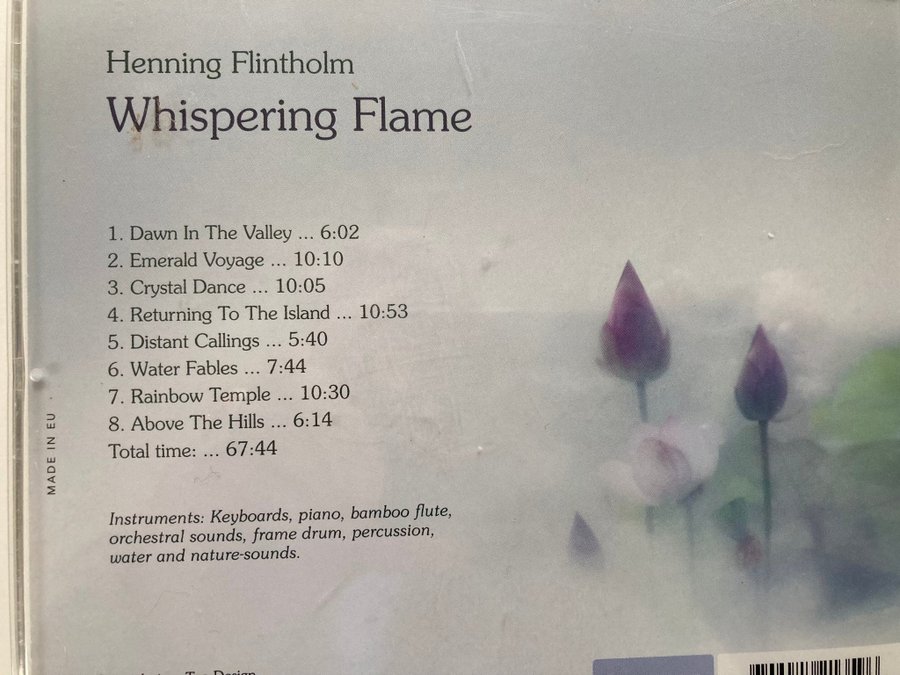 Henning Flintholm
Whispering Flame
1. Dawn In The Valley ... 6:02
2. Emerald Voyage ... 10:10
3. Crystal Dance ... 10:05
4. Returning To The Island ... 10:53
5. Distant Callings ... 5:40
6. Water Fables ... 7:44
7. Rainbow Temple ... 10:30
8. Above The Hills ... 6:14
Total time: ... 67:44
MADE IN EU
Instruments: Keyboards, piano, bamboo flute,
orchestral sounds, frame drum, percussion,
water and nature-sounds.
Design